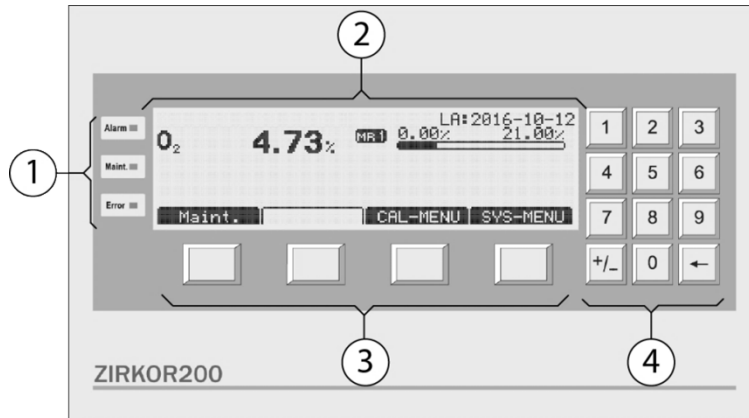 2
LA:2016-10-12
Alarm
O2 4.73% MR1 0.00% 21.00%
1 2 3
1
Maint.
4 5 6
Error
Maint. CAL-MENU SYS-MENU
7 8 9
+/- 0 ←
3
4
ZIRKOR200